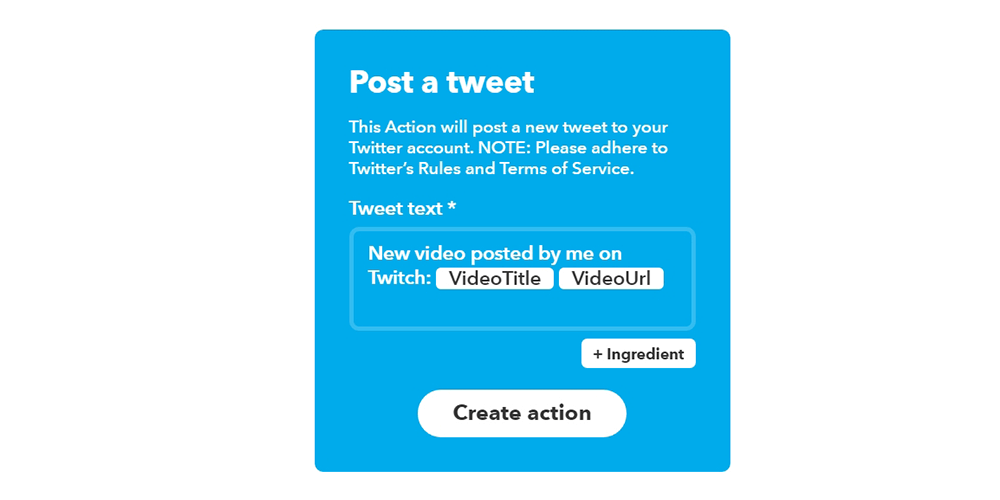 Post a tweet
This Action will post a new tweet to your
Twitter account. NOTE: Please adhere to
Twitter’s Rules and Terms of Service.
Tweet text *
New video posted by me on
Twitch: VideoTitle VideoUrl
+ Ingredient
Create action